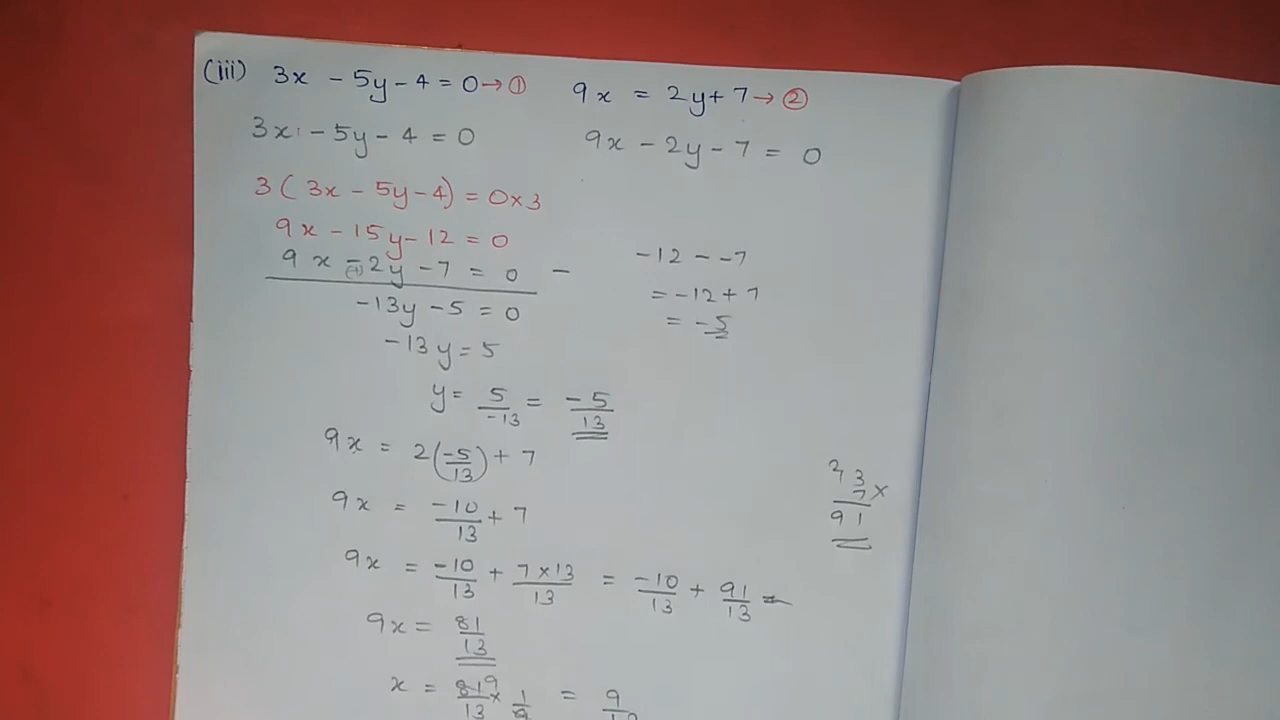 (iii) 3x - 5y - 4 = 0 → ① 9x = 2y + 7 → ②
3x - 5y - 4 = 0 9x - 2y - 7 = 0
3(3x - 5y - 4) = 0×3
9x - 15y - 12 = 0
9x - 2y - 7 = 0 -
(+)
-13y - 5 = 0
-13y = 5
y = 5/-13 = -5/13
-12 - -7
= -12 + 7
= -5
9x = 2(-5/13) + 7
9x = -10/13 + 7
9x = -10/13 + 7×13/13 = -10/13 + 91/13 =
9x = 81/13
x = 81/13 × 1/9 = 9
9
3
7 ×
91